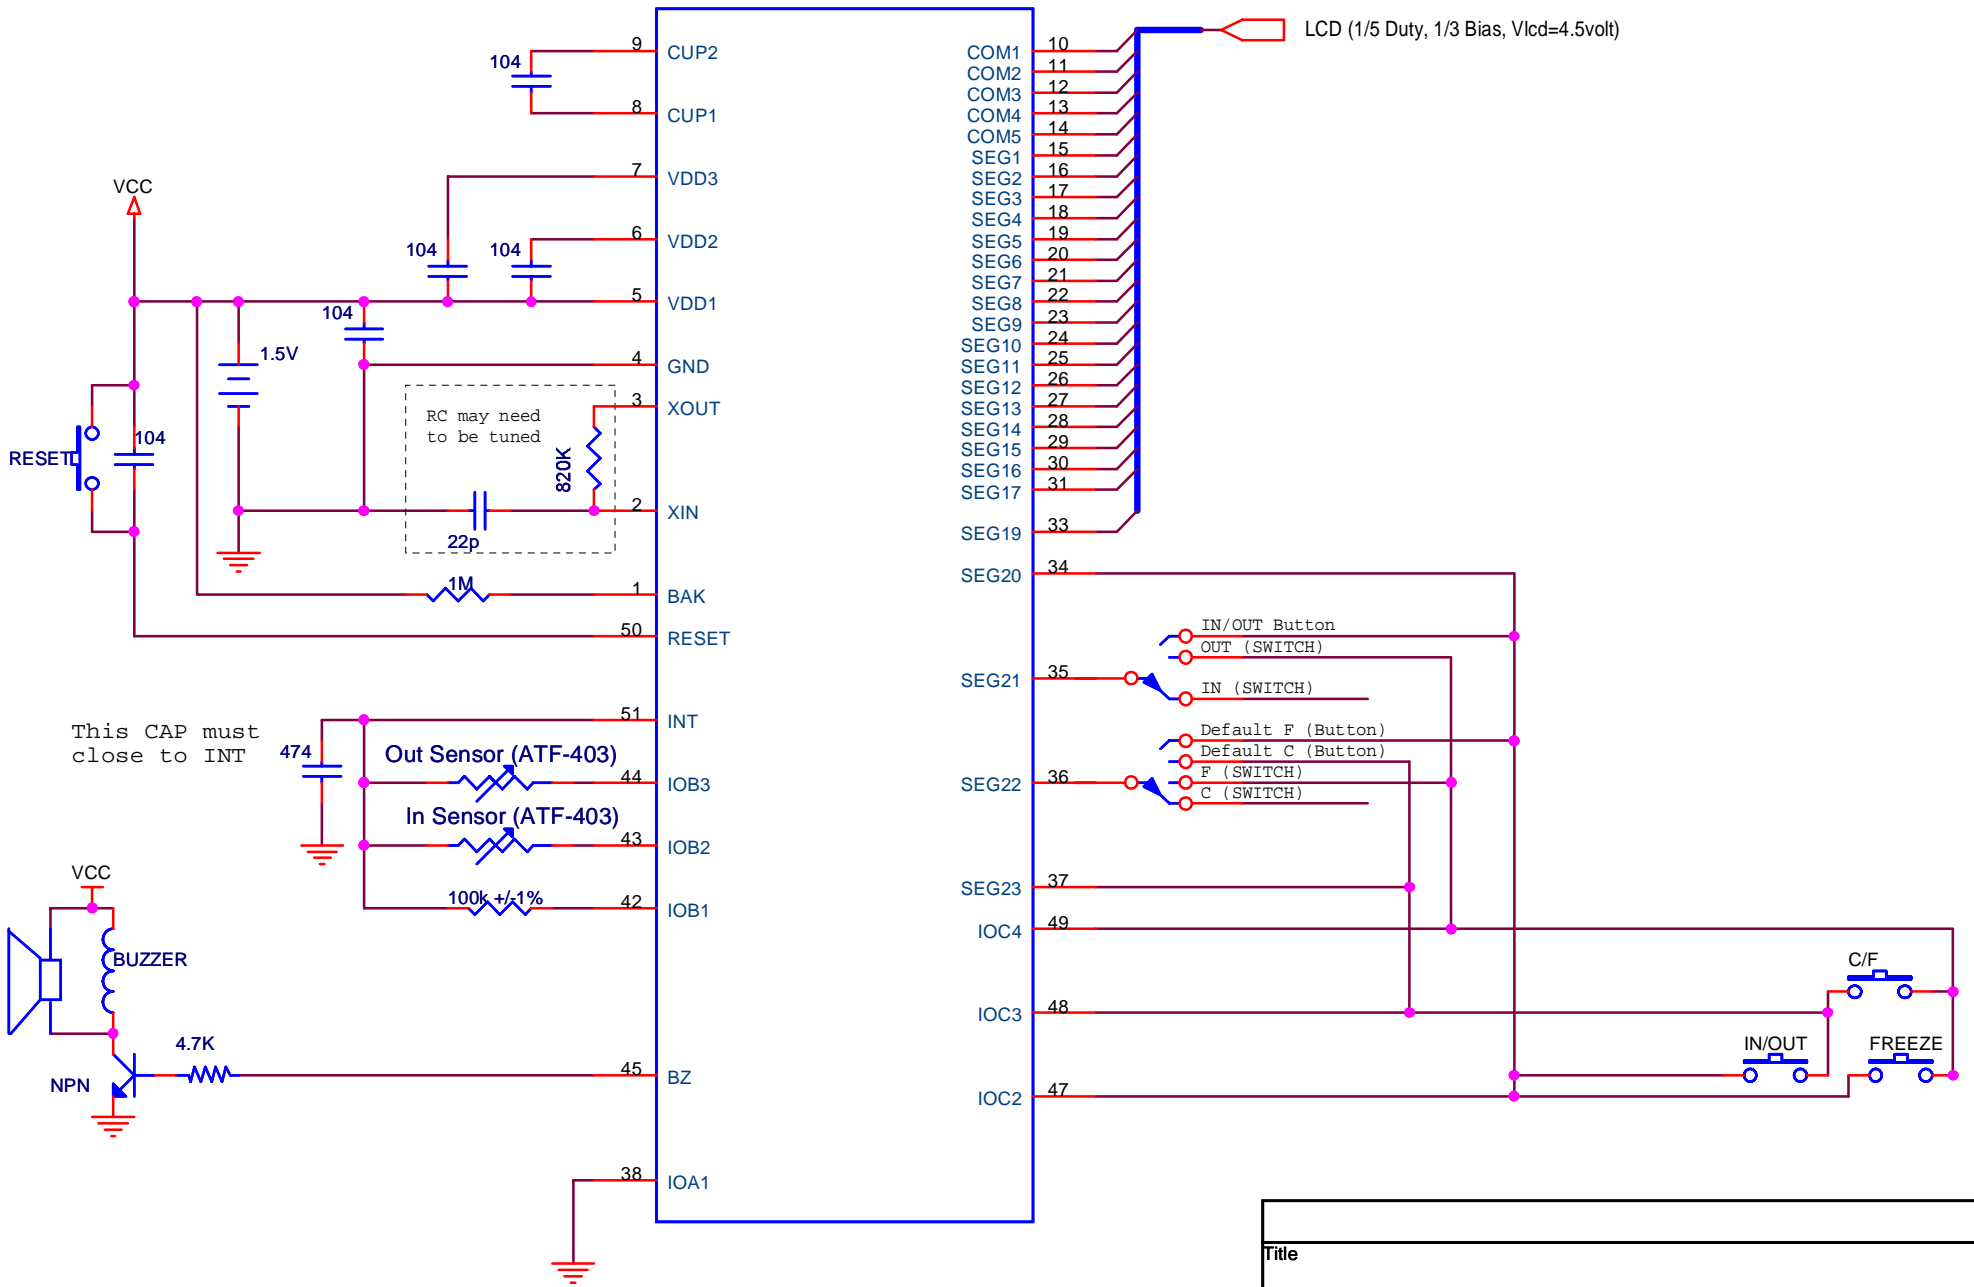 LCD (1/5 Duty, 1/3 Bias, Vlcd=4.5volt)
9 CUP2
104
8 CUP1
7 VDD3
VCC
6 VDD2
104
104
5 VDD1
104
1.5V
4 GND
3 XOUT
RC may need
to be tuned
820K
104
RESET
2 XIN
22p
1M
1 BAK
50 RESET
51 INT
This CAP must
close to INT
474
Out Sensor (ATF-403)
44 IOB3
In Sensor (ATF-403)
43 IOB2
100k +/-1%
42 IOB1
VCC
BUZZER
4.7K
NPN
45 BZ
38 IOA1
COM1 10
COM2 11
COM3 12
COM4 13
COM5 14
SEG1 15
SEG2 16
SEG3 17
SEG4 18
SEG5 19
SEG6 20
SEG7 21
SEG8 22
SEG9 23
SEG10 24
SEG11 25
SEG12 26
SEG13 27
SEG14 28
SEG15 29
SEG16 30
SEG17 31
SEG19 33
SEG20 34
IN/OUT Button
OUT (SWITCH)
SEG21 35
IN (SWITCH)
Default F (Button)
Default C (Button)
SEG22 36
F (SWITCH)
C (SWITCH)
SEG23 37
IOC4 49
C/F
IOC3 48
IN/OUT
FREEZE
IOC2 47
Title